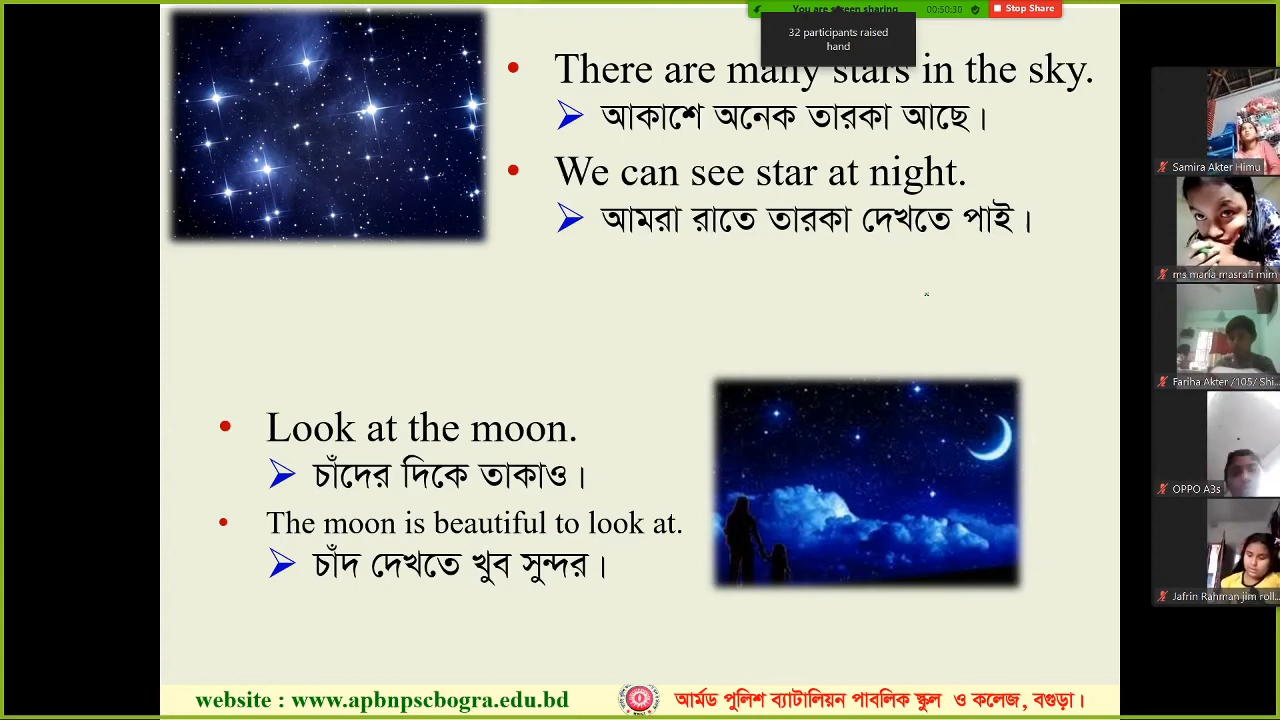 You are screen sharing
00:50:30
Stop Share
32 participants raised
hand
There are many stars in the sky.
আকাশে অনেক তারকা আছে।
We can see star at night.
আমরা রাতে তারকা দেখতে পাই।
Look at the moon.
চাঁদের দিকে তাকাও।
The moon is beautiful to look at.
চাঁদ দেখতে খুব সুন্দর।
website : www.apbnpscbogra.edu.bd
আর্মড পুলিশ ব্যাটালিয়ন পাবলিক স্কুল ও কলেজ, বগুড়া।
Samira Akter Himu
ms maria masrafi mim
Fariha Akter /105/ Shi...
OPPO A3s
Jafrin Rahman jim roll...